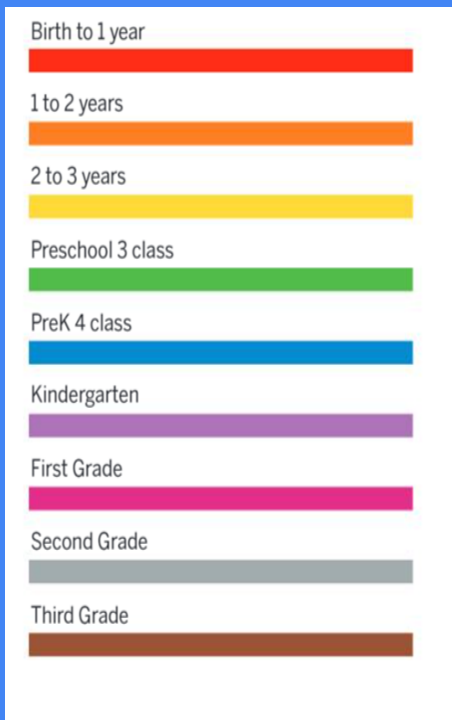 Birth to 1 year
1 to 2 years
2 to 3 years
Preschool 3 class
PreK 4 class
Kindergarten
First Grade
Second Grade
Third Grade